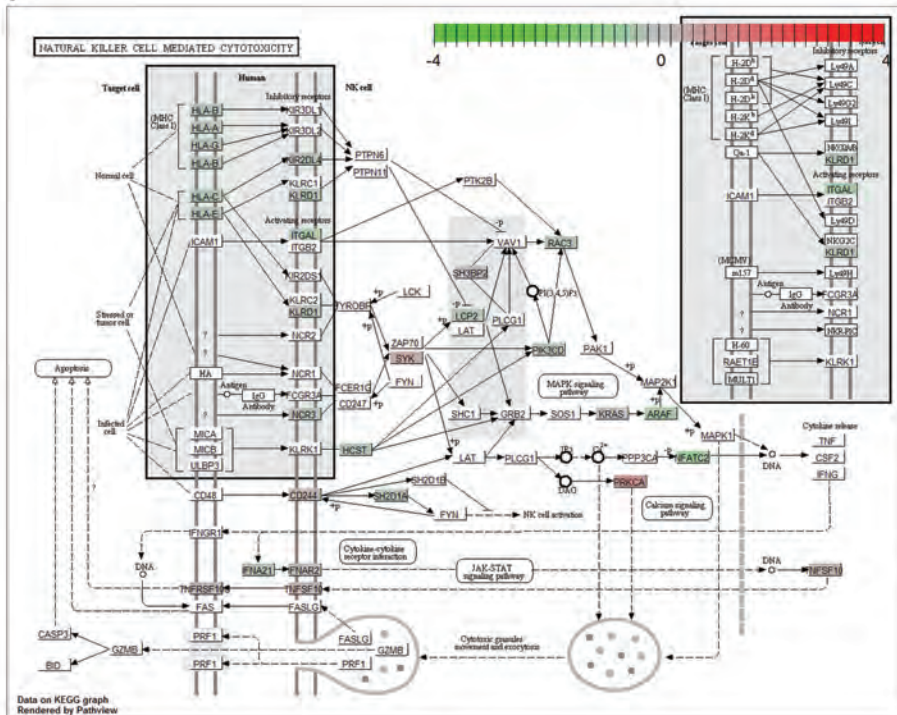 NATURAL KILLER CELL MEDIATED CYTOTOXICITY
-4
0
4
Target cell
Human
NK cell
Inhibitory receptors
(MHC Class I)
HLA-B
HLA-A
HLA-G
HLA-B
HLA-C
HLA-E
KIR3DL1
KIR3DL2
KIR2DL4
KLRC1
KLRD1
PTPN6
PTPN11
PTK2B
Normal cell
Activating receptors
ICAM1
ITGAL
ITGB2
KIR2DS1
KLRC2
KLRD1
NCR2
TYROBP
LCK
-P
VAV1
RAC3
SH3BP2
LCP2
LAT
PLCG1
PIK3CD
PAK1
ZAP70
SYK
FYN
Stressed or tumor cell
?
?
?
HA
NCR1
Antigen
IgG
Antibody
FCGR3A
NCR3
FCER1G
CD247
Apoptosis
Infected cell
MICA
MICB
ULBP3
KLRK1
HCST
MAPK signaling pathway
MAP2K1
SHC1
GRB2
SOS1
KRAS
ARAF
+p
MAPK1
LAT
PLCG1
PPP3CA
NFATC2
DNA
DAG
PRKCA
Cytokine release
TNF
CSF2
IFNG
CD48
CD244
SH2D1B
SH2D1A
FYN
NK cell activation
Calcium signaling pathway
IFNGR1
DNA
Cytokine-cytokine receptor interaction
IFNA21
IFNAR2
JAK-STAT signaling pathway
DNA
TNFSF10
FAS
FASLG
CASP3
BID
GZMB
PRF1
PRF1
FASLG
GZMB
PRF1
Cytotoxic granules movement and exocytosis
Inhibitory receptors
(MHC Class I)
Ly49A
Ly49C
Ly49G2
Ly49I
Qa-1
KLRD1
Activating receptors
ICAM1
ITGAL
ITGB2
Ly49D
NKG2C
KLRD1
(MCMV)
m157
Ly49H
Antigen
IgG
Antibody
FCGR3A
NCR1
?
?
H-60
RAET1E
MULT1
KLRK1
Data on KEGG graph
Rendered by Pathview